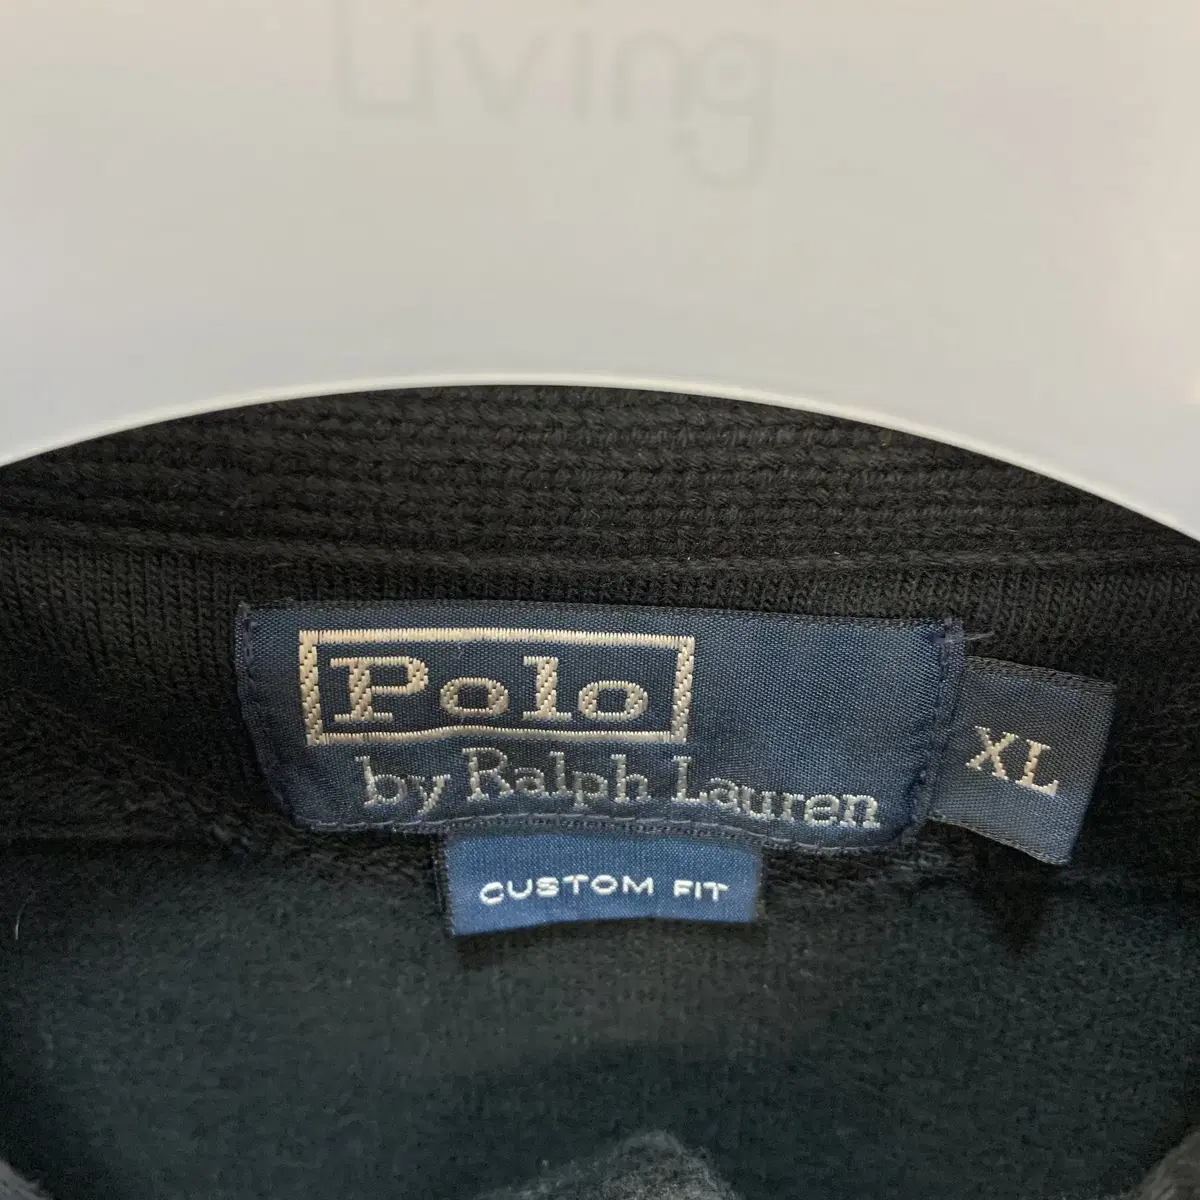 Living
Polo
by Ralph Lauren
XL
CUSTOM FIT